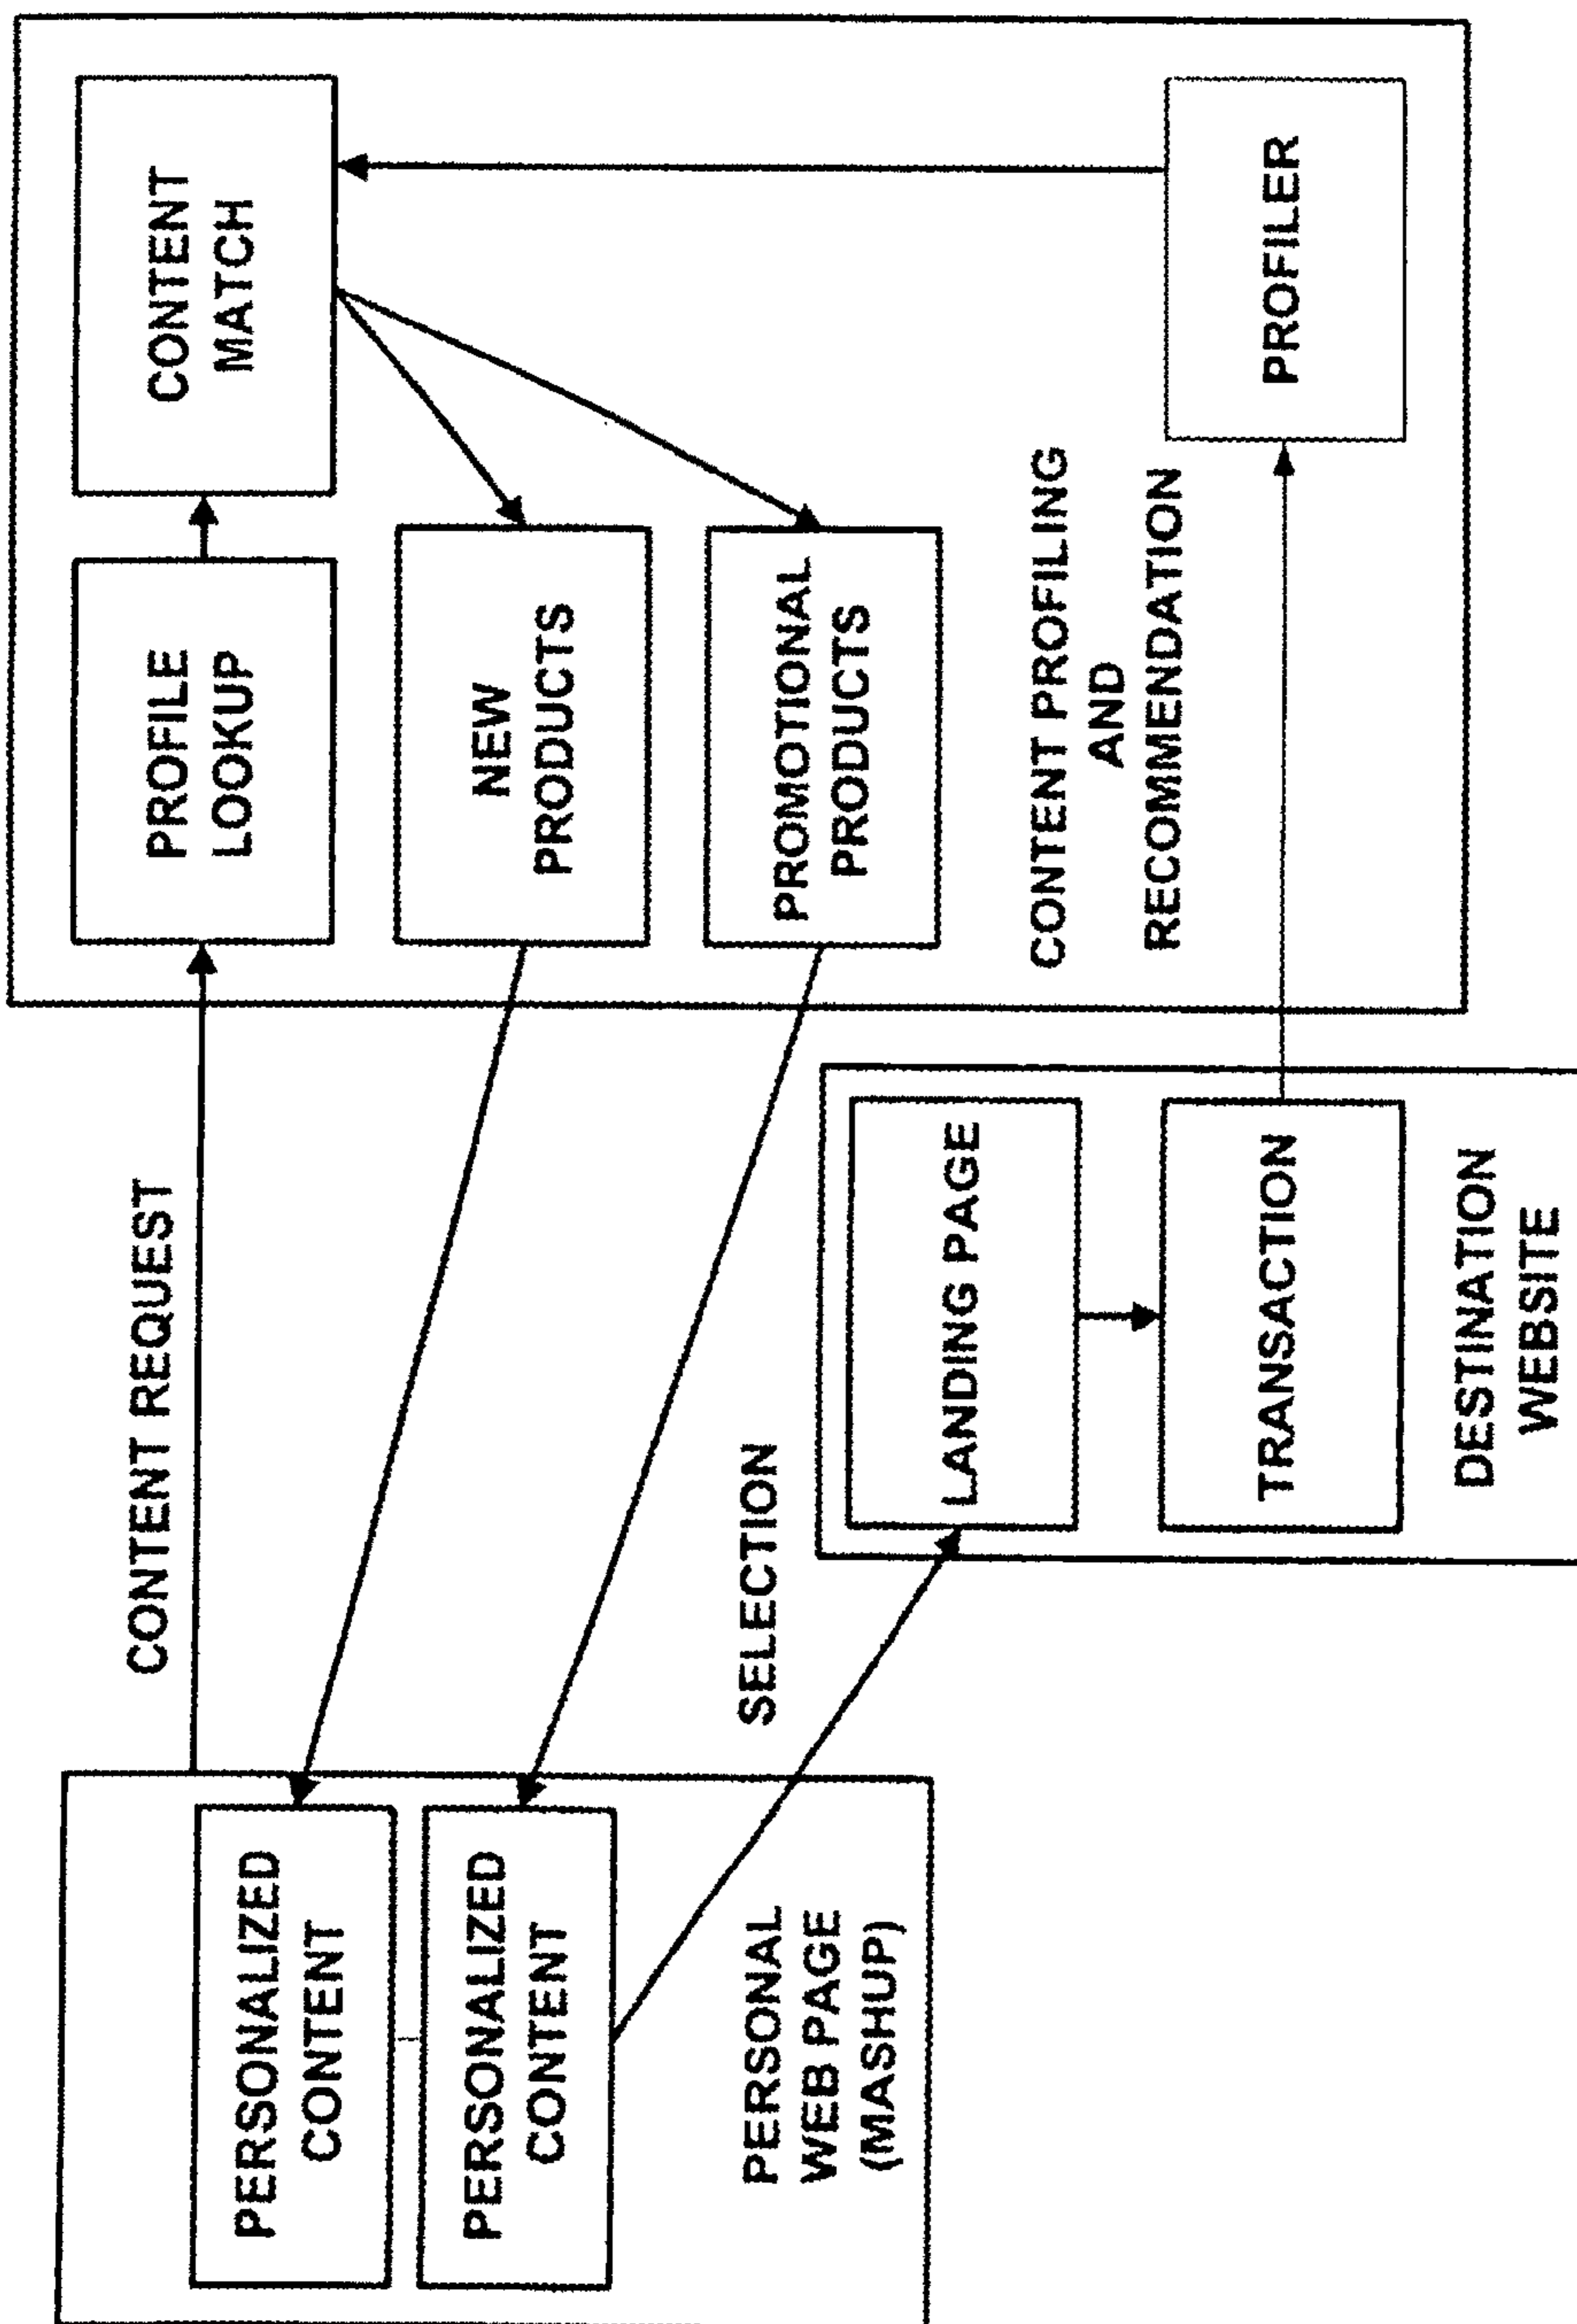 PERSONALIZED
CONTENT
PERSONALIZED
CONTENT
PERSONAL
WEB PAGE
(MASHUP)
CONTENT REQUEST
SELECTION
LANDING PAGE
TRANSACTION
DESTINATION
WEBSITE
PROFILE
LOOKUP
CONTENT
MATCH
NEW
PRODUCTS
PROMOTIONAL
PRODUCTS
CONTENT PROFILING
AND
RECOMMENDATION
PROFILER